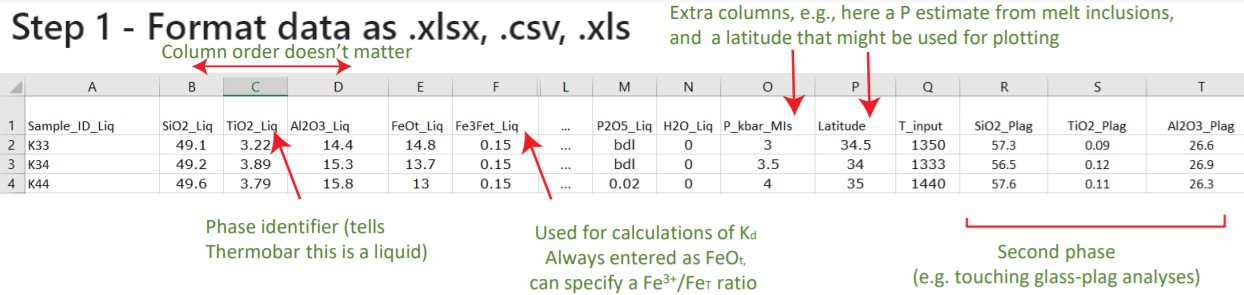 Step 1 - Format data as .xlsx, .csv, .xls
Extra columns, e.g., here a P estimate from melt inclusions,
and a latitude that might be used for plotting
Column order doesn't matter
A B C D E F L M N O P Q R S T
1 Sample_ID_Liq SiO2_Liq TiO2_Liq Al2O3_Liq FeOt_Liq Fe3Fet_Liq ... P2O5_Liq H2O_Liq P_kbar_MIs Latitude T_input SiO2_Plag TiO2_Plag Al2O3_Plag
2 K33 49.1 3.22 14.4 14.8 0.15 ... bdl 0 3 34.5 1350 57.3 0.09 26.6
3 K34 49.2 3.89 15.3 13.7 0.15 ... bdl 0 3.5 34 1333 56.5 0.12 26.9
4 K44 49.6 3.79 15.8 13 0.15 ... 0.02 0 4 35 1440 57.6 0.11 26.3
Phase identifier (tells
Thermobar this is a liquid)
Used for calculations of Kd
Always entered as FeOt,
can specify a Fe³⁺/FeT ratio
Second phase
(e.g. touching glass-plag analyses)